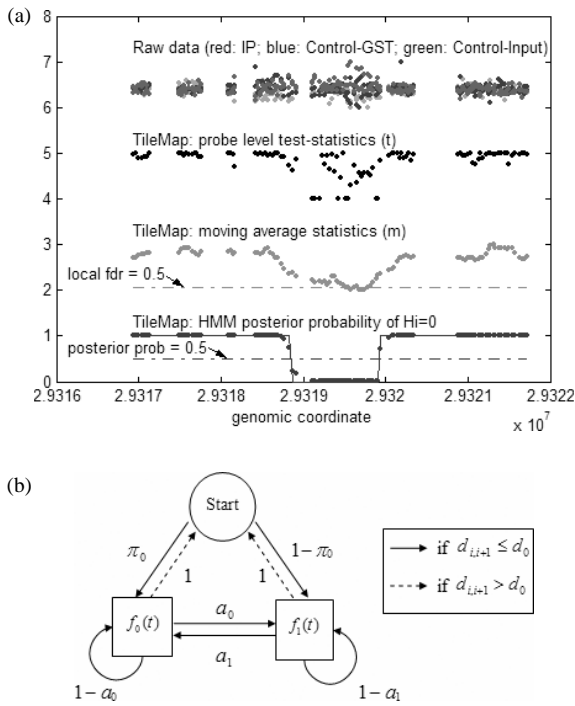 (a)
8
7
6
5
4
3
2
1
0
Raw data (red: IP; blue: Control-GST; green: Control-Input)
TileMap: probe level test-statistics (t)
TileMap: moving average statistics (m)
local fdr = 0.5
TileMap: HMM posterior probability of Hi=0
posterior prob = 0.5
2.9316 2.9317 2.9318 2.9319 2.932 2.9321 2.9322
genomic coordinate
x 10^7
(b)
Start
π₀ 1 1 1−π₀
f₀(t) a₀ f₁(t)
a₁
1−a₀ 1−a₁
if d_{i,i+1} ≤ d₀
if d_{i,i+1} > d₀